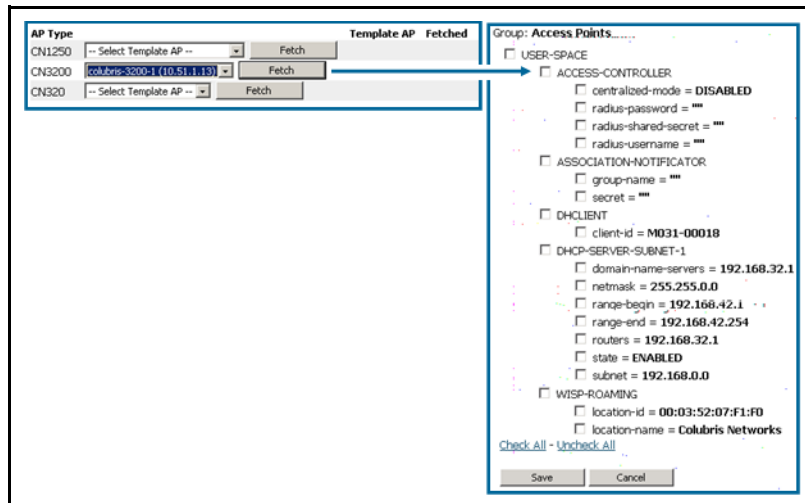 AP Type Template AP Fetched
CN1250 -- Select Template AP -- Fetch
CN3200 colubris-3200-1 (10.51.1.13) Fetch
CN320 -- Select Template AP -- Fetch
Group: Access Points
USER-SPACE
ACCESS-CONTROLLER
centralized-mode = DISABLED
radius-password = ""
radius-shared-secret = ""
radius-username = ""
ASSOCIATION-NOTIFICATOR
group-name = ""
secret = ""
DHCLIENT
client-id = M031-00018
DHCP-SERVER-SUBNET-1
domain-name-servers = 192.168.32.1
netmask = 255.255.0.0
range-begin = 192.168.42.1
range-end = 192.168.42.254
routers = 192.168.32.1
state = ENABLED
subnet = 192.168.0.0
WISP-ROAMING
location-id = 00:03:52:07:F1:F0
location-name = Colubris Networks
Check All - Uncheck All
Save Cancel